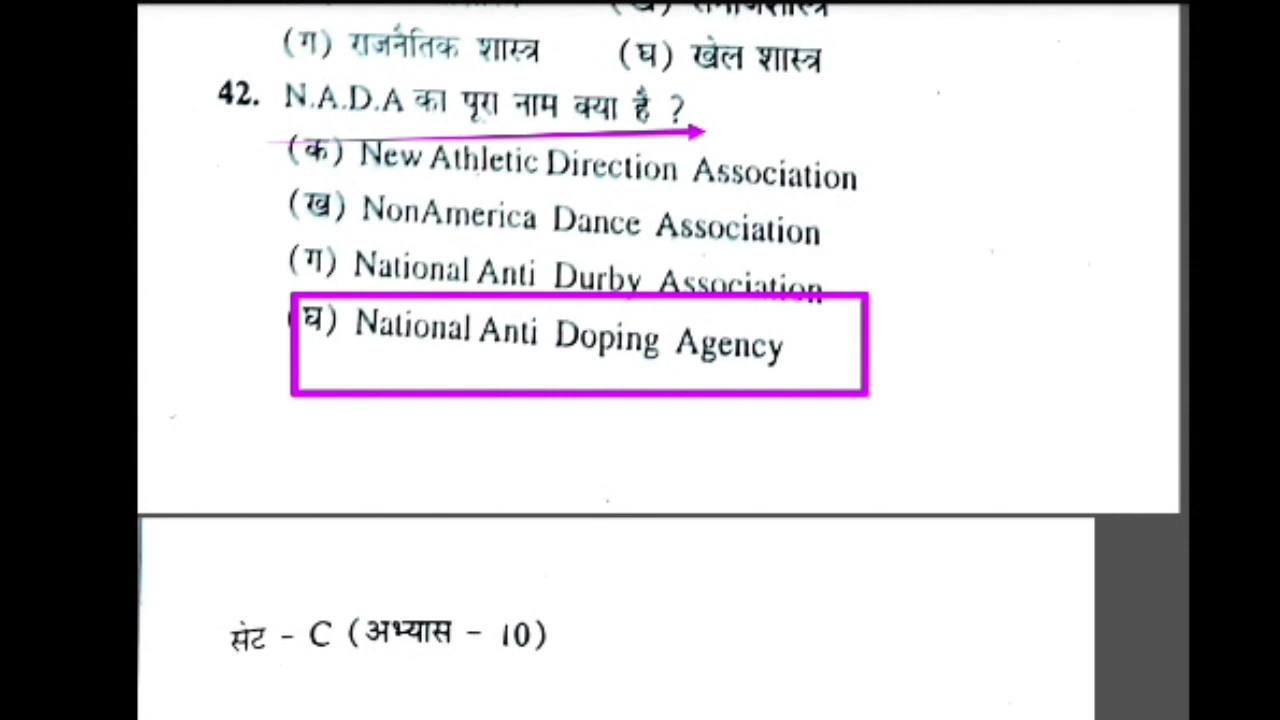 (ग) राजनैतिक शास्त्र (घ) खेल शास्त्र
42. N.A.D.A का पूरा नाम क्या है ?
(क) New Athletic Direction Association
(ख) NonAmerica Dance Association
(ग) National Anti Durby Association
(घ) National Anti Doping Agency
सेट - C (अभ्यास - 10)